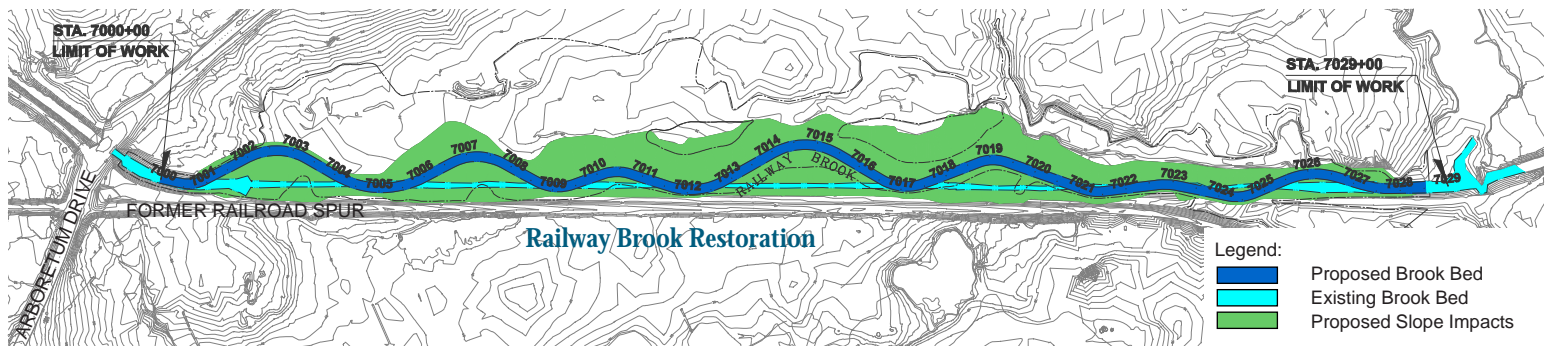 STA. 7000+00
LIMIT OF WORK
STA. 7029+00
LIMIT OF WORK
7000
7001
7002
7003
7004
7005
7006
7007
7008
7009
7010
7011
7012
7013
7014
7015
7016
7017
7018
7019
7020
7021
7022
7023
7024
7025
7026
7027
7028
7029
RAILWAY BROOK
FORMER RAILROAD SPUR
ARBORETUM DRIVE
Railway Brook Restoration
Legend:
Proposed Brook Bed
Existing Brook Bed
Proposed Slope Impacts